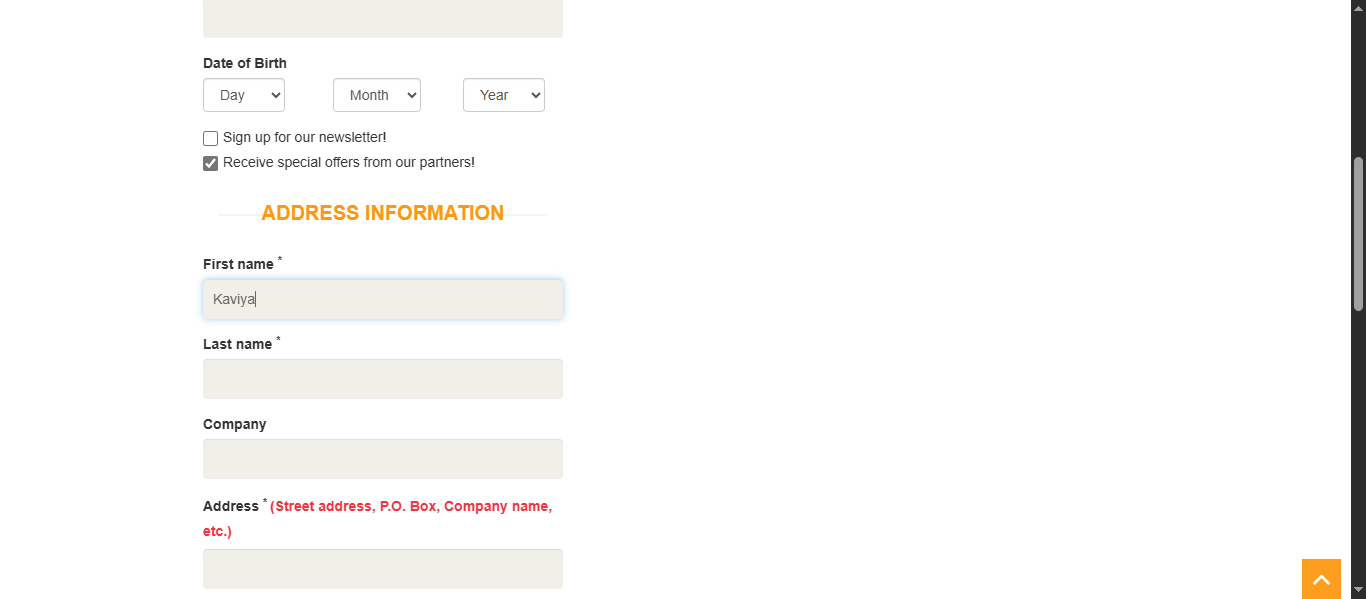 Date of Birth
Day Month Year
Sign up for our newsletter!
Receive special offers from our partners!
ADDRESS INFORMATION
First name *
Kaviya
Last name *
Company
Address * (Street address, P.O. Box, Company name,
etc.)